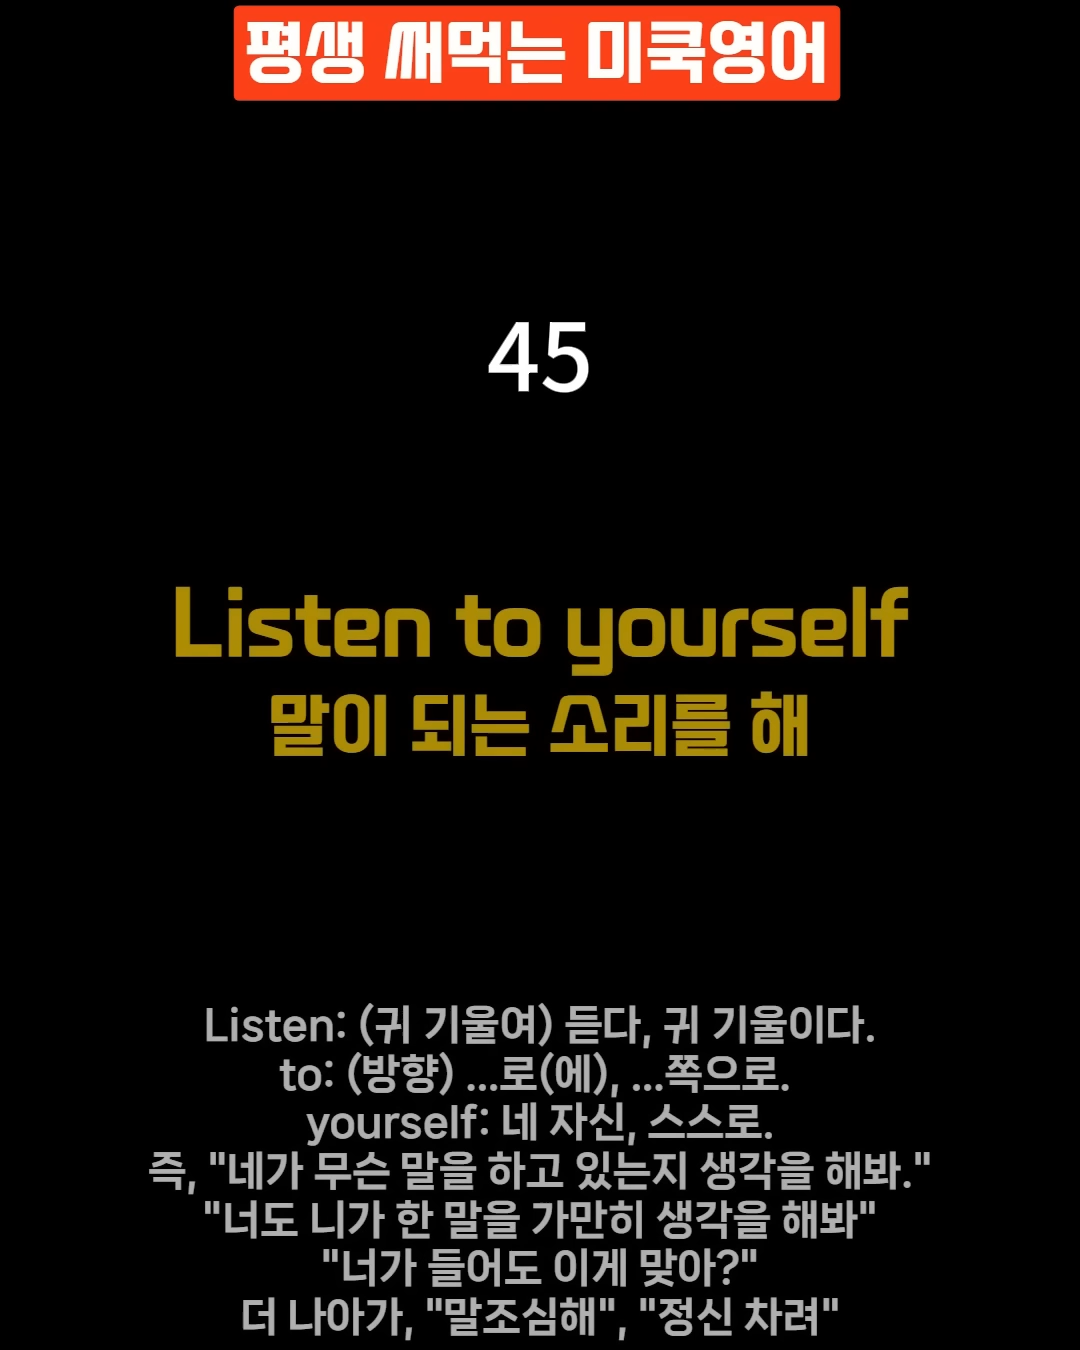 평생 써먹는 미쿡영어
45
Listen to yourself
말이 되는 소리를 해
Listen: (귀 기울여) 듣다, 귀 기울이다.
to: (방향) ...로(에), ...쪽으로.
yourself: 네 자신, 스스로.
즉, "네가 무슨 말을 하고 있는지 생각을 해봐."
"너도 니가 한 말을 가만히 생각을 해봐"
"너가 들어도 이게 맞아?"
더 나아가, "말조심해", "정신 차려"